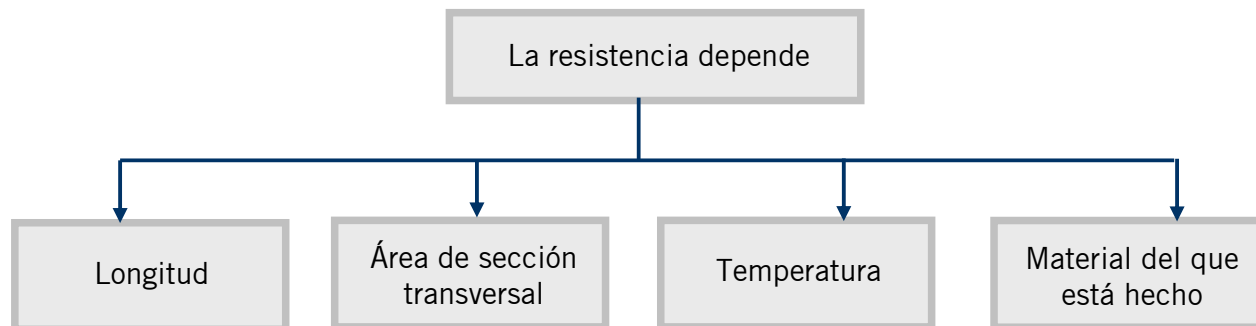 La resistencia depende
Longitud
Área de sección
transversal
Temperatura
Material del que
está hecho